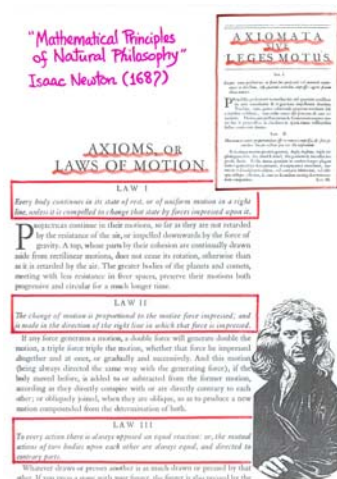 "Mathematical Principles
of Natural Philosophy"
Isaac Newton (1687)
AXIOMATA
SIVE
LEGES MOTUS
AXIOMS, OR
LAWS OF MOTION
LAW I
Every body continues in its state of rest, or of uniform motion in a right
line, unless it is compelled to change that state by forces impressed upon it.
PROJECTILES continue in their motions, so far as they are not retarded
by the resistance of the air, or impelled downwards by the force of
gravity. A top, whose parts by their cohesion are continually drawn
aside from rectilinear motions, does not cease its rotation, otherwise than
as it is retarded by the air. The greater bodies of the planets and comets,
meeting with less resistance in freer spaces, preserve their motions both
progressive and circular for a much longer time.
LAW II
The change of motion is proportional to the motive force impressed; and
is made in the direction of the right line in which that force is impressed.
If any force generates a motion, a double force will generate double the
motion, a triple force triple the motion, whether that force be impressed
altogether and at once, or gradually and successively. And this motion
(being always directed the same way with the generating force), if the
body moved before, is added to or subtracted from the former motion,
according as they directly conspire with or are directly contrary to each
other; or obliquely joined, when they are oblique, so as to produce a new
motion compounded from the determination of both.
LAW III
To every action there is always opposed an equal reaction: or, the mutual
actions of two bodies upon each other are always equal, and directed to
contrary parts.
Whatever draws or presses another is as much drawn or pressed by that